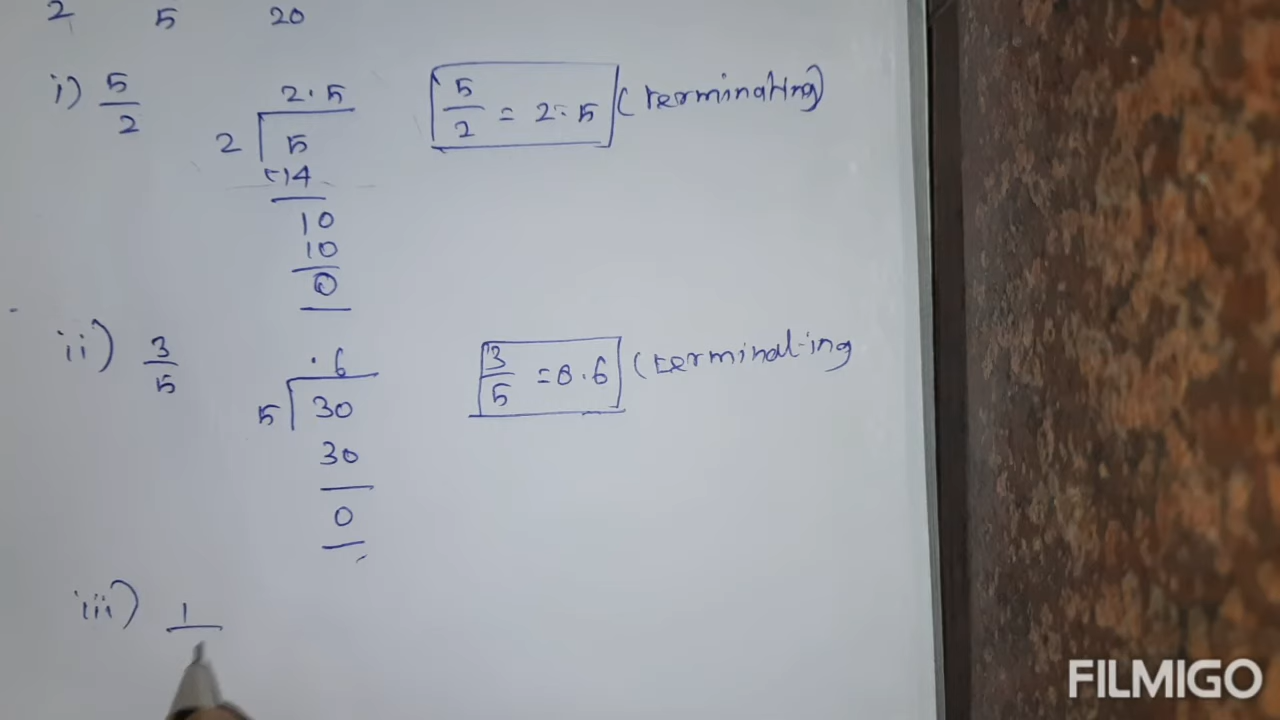 2 5 20
i) 5/2
2.5
2 5
(-)4
10
10
0
5/2 = 2.5 (terminating)
ii) 3/5
.6
5 30
30
0
3/5 = 0.6 (terminating
iii) 1
FILMIGO